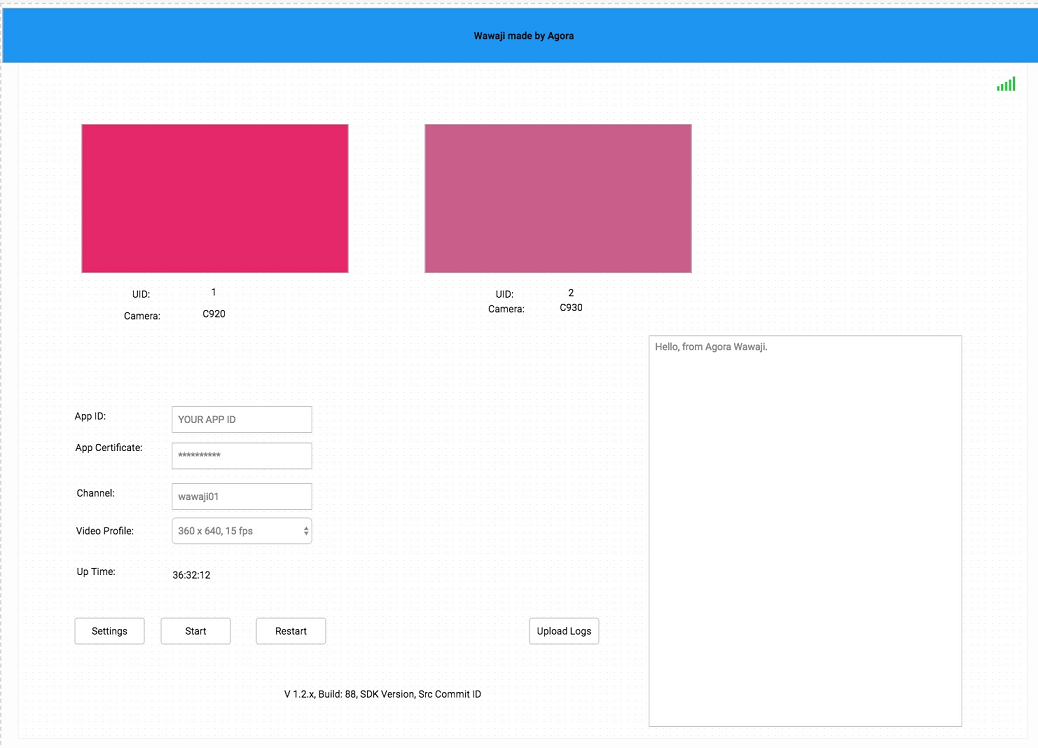 Wawaji made by Agora
UID: 1
Camera: C920
UID: 2
Camera: C930
Hello, from Agora Wawaji.
App ID: YOUR APP ID
App Certificate: **********
Channel: wawaji01
Video Profile: 360 x 640, 15 fps
Up Time: 36:32:12
Settings Start Restart Upload Logs
V 1.2.x, Build: 88, SDK Version, Src Commit ID